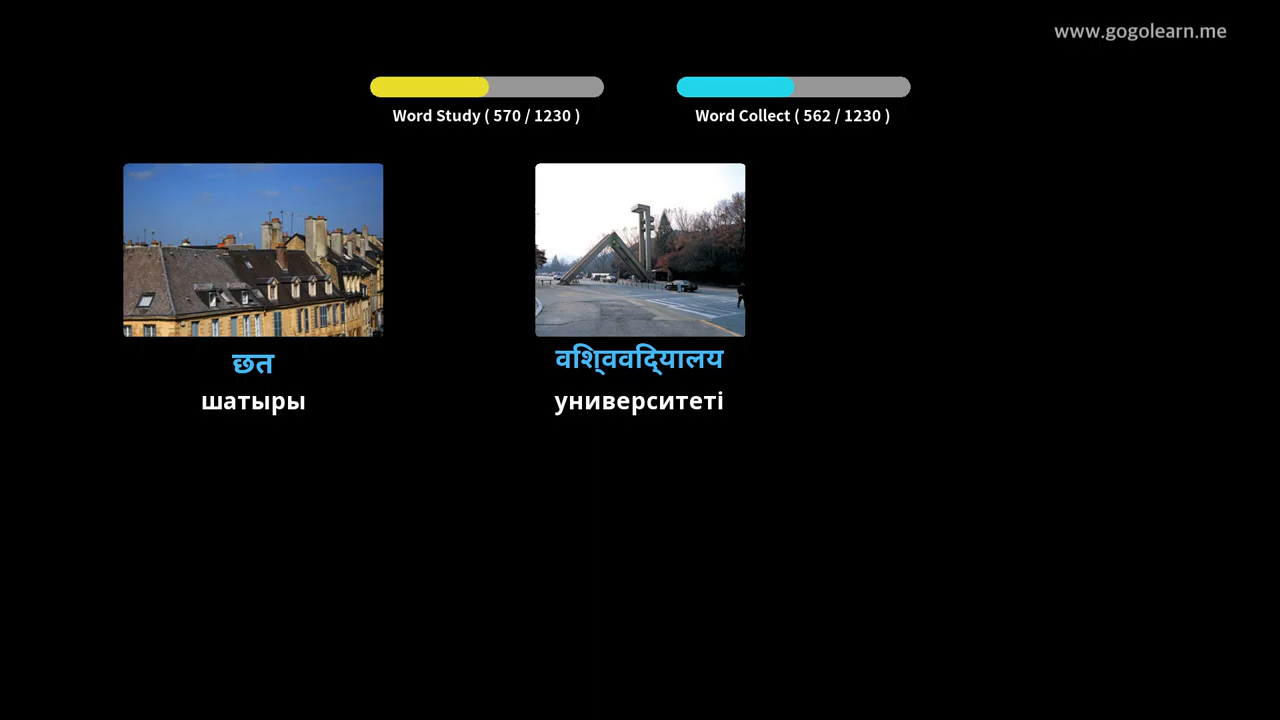 www.gogolearn.me
Word Study ( 570 / 1230 )
Word Collect ( 562 / 1230 )
छत
विश्वविद्यालय
шатыры
университеті